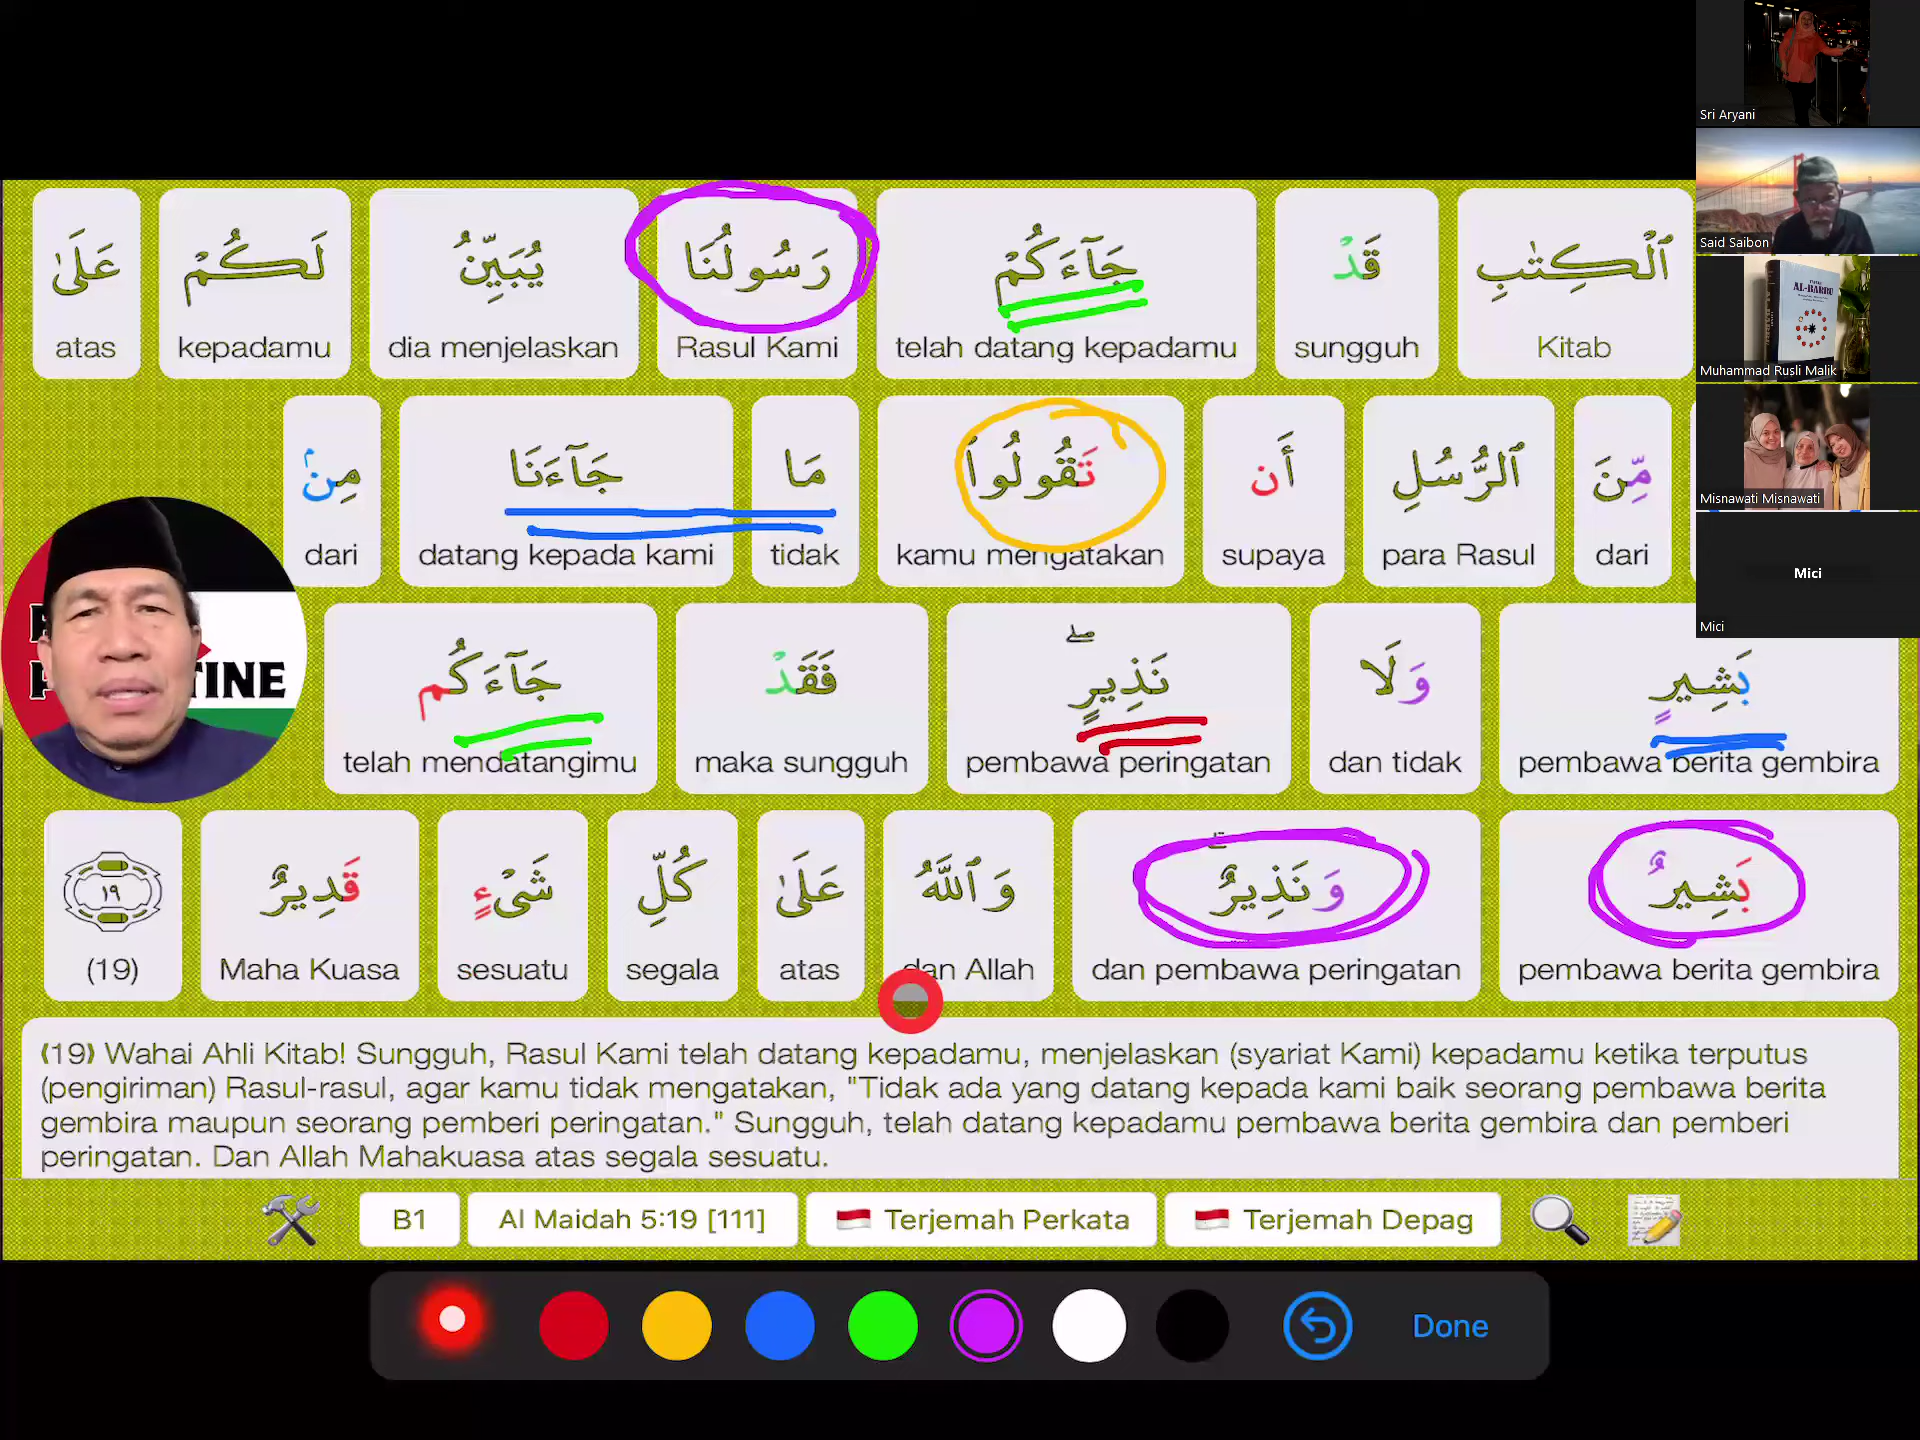 ٱلْكِتَٰبِ قَدْ جَآءَكُمْ رَسُولُنَا يُبَيِّنُ لَكُمْ عَلَىٰ
Kitab sungguh telah datang kepadamu Rasul Kami dia menjelaskan kepadamu atas
مِّنَ ٱلرُّسُلِ أَن تَقُولُوا۟ مَا جَآءَنَا مِنۢ
dari para Rasul supaya kamu mengatakan tidak datang kepada kami dari
بَشِيرٍ وَلَا نَذِيرٍ ۖ فَقَدْ جَآءَكُم
pembawa berita gembira dan tidak pembawa peringatan maka sungguh telah mendatangimu
بَشِيرٌ وَنَذِيرٌ ۗ وَٱللَّهُ عَلَىٰ كُلِّ شَىْءٍ قَدِيرٌ ١٩
pembawa berita gembira dan pembawa peringatan dan Allah atas segala sesuatu Maha Kuasa (19)
(19) Wahai Ahli Kitab! Sungguh, Rasul Kami telah datang kepadamu, menjelaskan (syariat Kami) kepadamu ketika terputus
(pengiriman) Rasul-rasul, agar kamu tidak mengatakan, "Tidak ada yang datang kepada kami baik seorang pembawa berita
gembira maupun seorang pemberi peringatan." Sungguh, telah datang kepadamu pembawa berita gembira dan pemberi
peringatan. Dan Allah Mahakuasa atas segala sesuatu.
B1 Al Maidah 5:19 [111] Terjemah Perkata Terjemah Depag
Done
Sri Aryani
Said Saibon
AL-BARRU
Muhammad Rusli Malik
Misnawati Misnawati
Mici
Mici